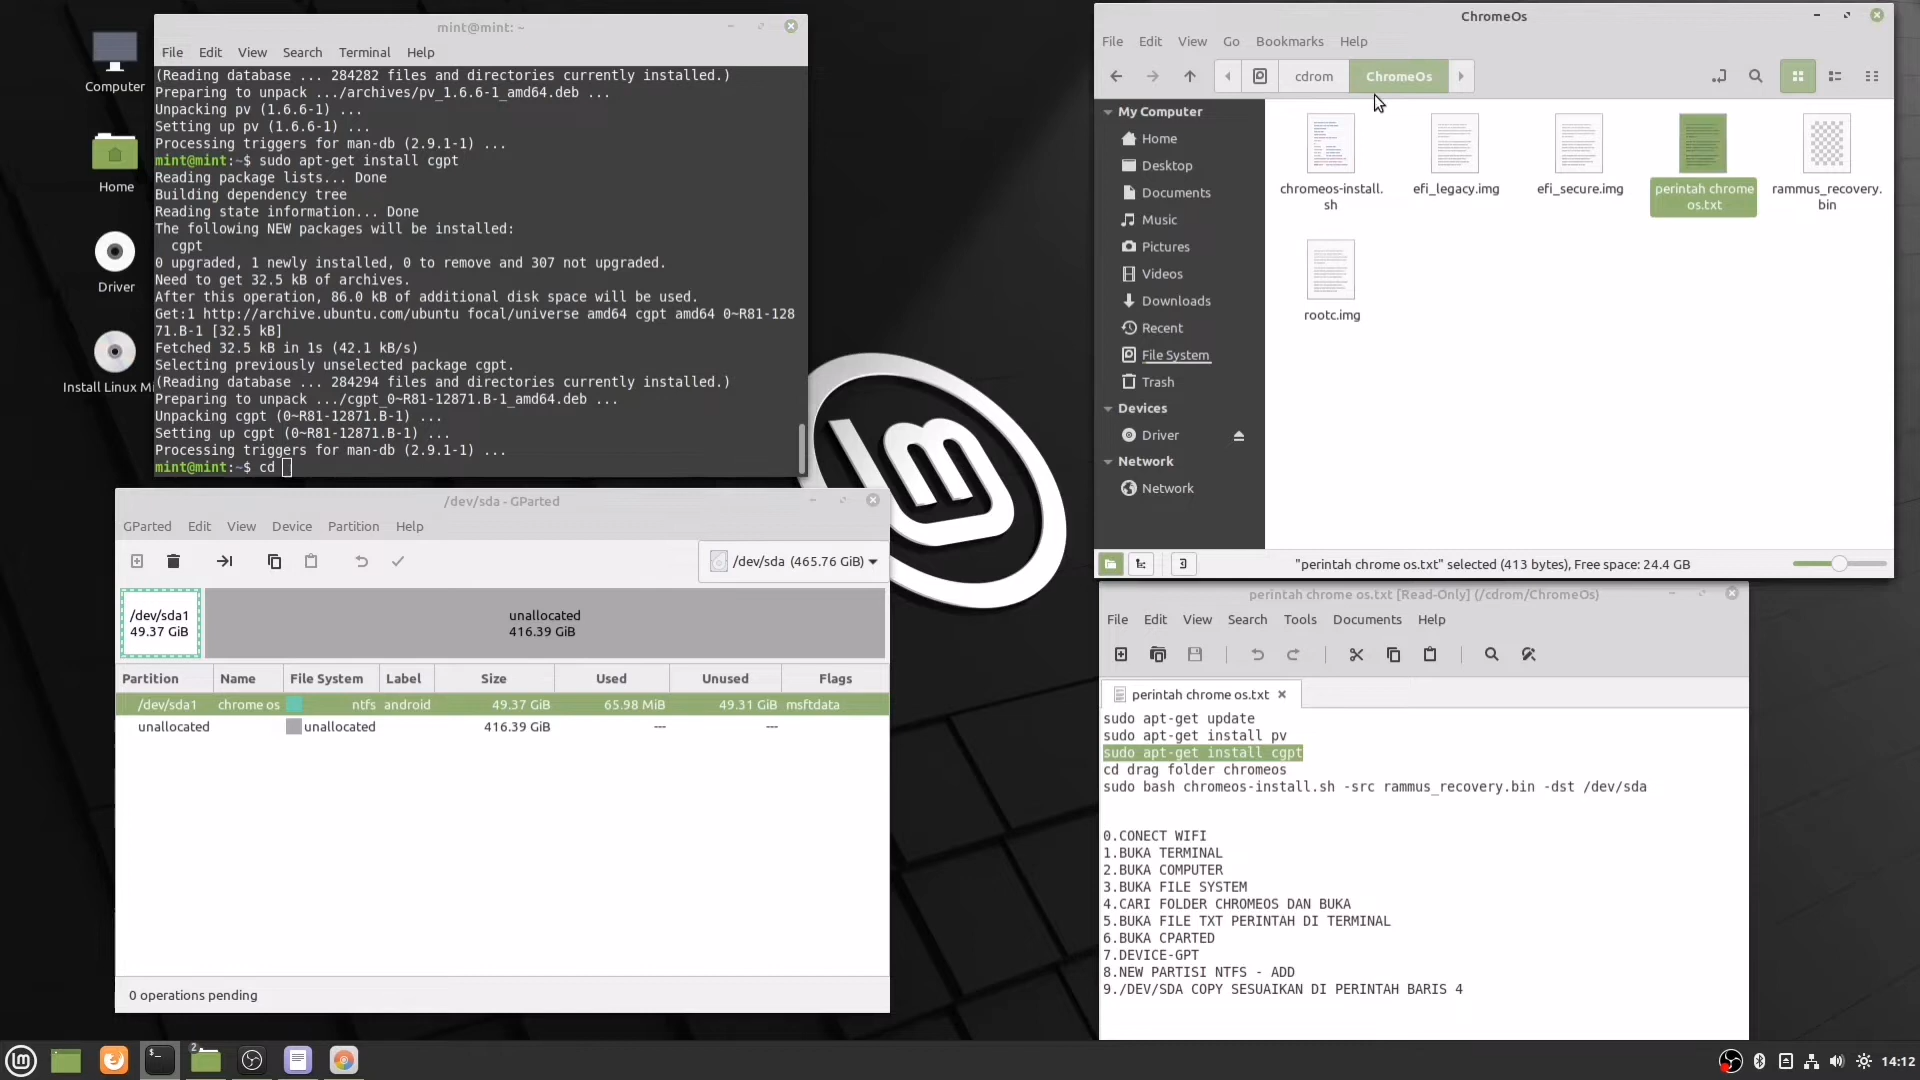 Computer
Home
Driver
Install Linux Mi
mint@mint: ~
File Edit View Search Terminal Help
(Reading database ... 284282 files and directories currently installed.)
Preparing to unpack .../archives/pv_1.6.6-1_amd64.deb ...
Unpacking pv (1.6.6-1) ...
Setting up pv (1.6.6-1) ...
Processing triggers for man-db (2.9.1-1) ...
mint@mint:~$ sudo apt-get install cgpt
Reading package lists... Done
Building dependency tree
Reading state information... Done
The following NEW packages will be installed:
  cgpt
0 upgraded, 1 newly installed, 0 to remove and 307 not upgraded.
Need to get 32.5 kB of archives.
After this operation, 86.0 kB of additional disk space will be used.
Get:1 http://archive.ubuntu.com/ubuntu focal/universe amd64 cgpt amd64 0~R81-128
71.B-1 [32.5 kB]
Fetched 32.5 kB in 1s (42.1 kB/s)
Selecting previously unselected package cgpt.
(Reading database ... 284294 files and directories currently installed.)
Preparing to unpack .../cgpt_0~R81-12871.B-1_amd64.deb ...
Unpacking cgpt (0~R81-12871.B-1) ...
Setting up cgpt (0~R81-12871.B-1) ...
Processing triggers for man-db (2.9.1-1) ...
mint@mint:~$ cd
/dev/sda - GParted
GParted Edit View Device Partition Help
/dev/sda (465.76 GiB)
/dev/sda1
49.37 GiB
unallocated
416.39 GiB
Partition Name File System Label Size Used Unused Flags
/dev/sda1 chrome os ntfs android 49.37 GiB 65.98 MiB 49.31 GiB msftdata
unallocated unallocated 416.39 GiB --- ---
0 operations pending
ChromeOs
File Edit View Go Bookmarks Help
cdrom ChromeOs
My Computer
Home
Desktop
Documents
Music
Pictures
Videos
Downloads
Recent
File System
Trash
Devices
Driver
Network
Network
chromeos-install.
sh
efi_legacy.img
efi_secure.img
perintah chrome
os.txt
rammus_recovery.
bin
rootc.img
"perintah chrome os.txt" selected (413 bytes), Free space: 24.4 GB
perintah chrome os.txt [Read-Only] (/cdrom/ChromeOs)
File Edit View Search Tools Documents Help
perintah chrome os.txt
sudo apt-get update
sudo apt-get install pv
sudo apt-get install cgpt
cd drag folder chromeos
sudo bash chromeos-install.sh -src rammus_recovery.bin -dst /dev/sda
0.CONECT WIFI
1.BUKA TERMINAL
2.BUKA COMPUTER
3.BUKA FILE SYSTEM
4.CARI FOLDER CHROMEOS DAN BUKA
5.BUKA FILE TXT PERINTAH DI TERMINAL
6.BUKA CPARTED
7.DEVICE-GPT
8.NEW PARTISI NTFS - ADD
9./DEV/SDA COPY SESUAIKAN DI PERINTAH BARIS 4
2
14:12